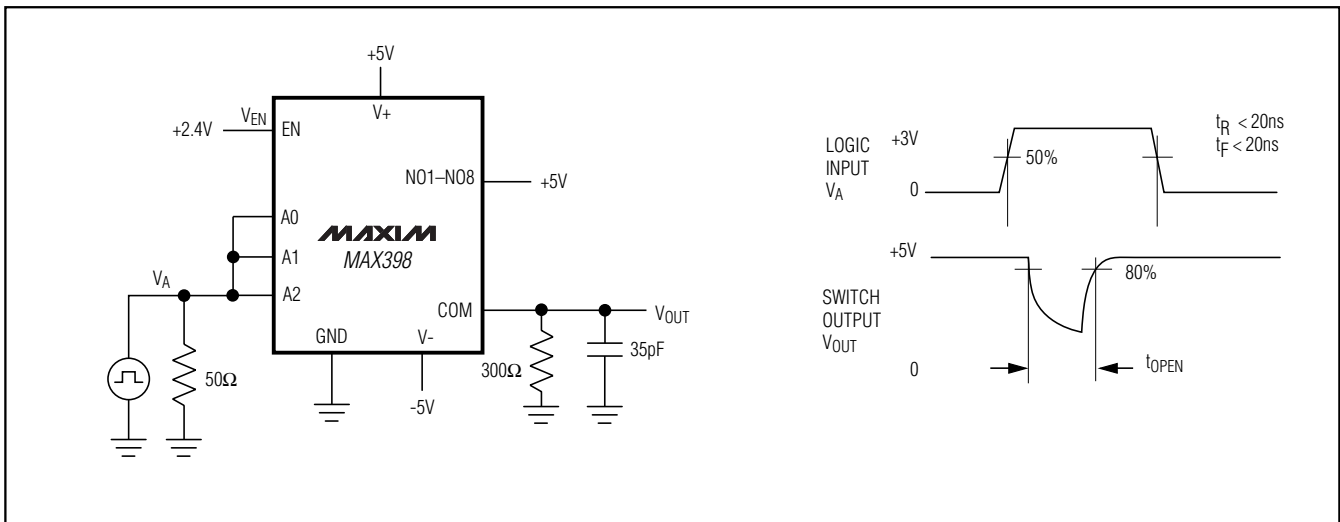 +5V
V+
+2.4V
VEN
EN
NO1–NO8
+5V
A0
A1
A2
MAXIM
MAX398
VA
COM
VOUT
GND
V-
50Ω
-5V
300Ω
35pF
LOGIC
INPUT
VA
+3V
0
50%
tR < 20ns
tF < 20ns
+5V
80%
SWITCH
OUTPUT
VOUT
0
tOPEN